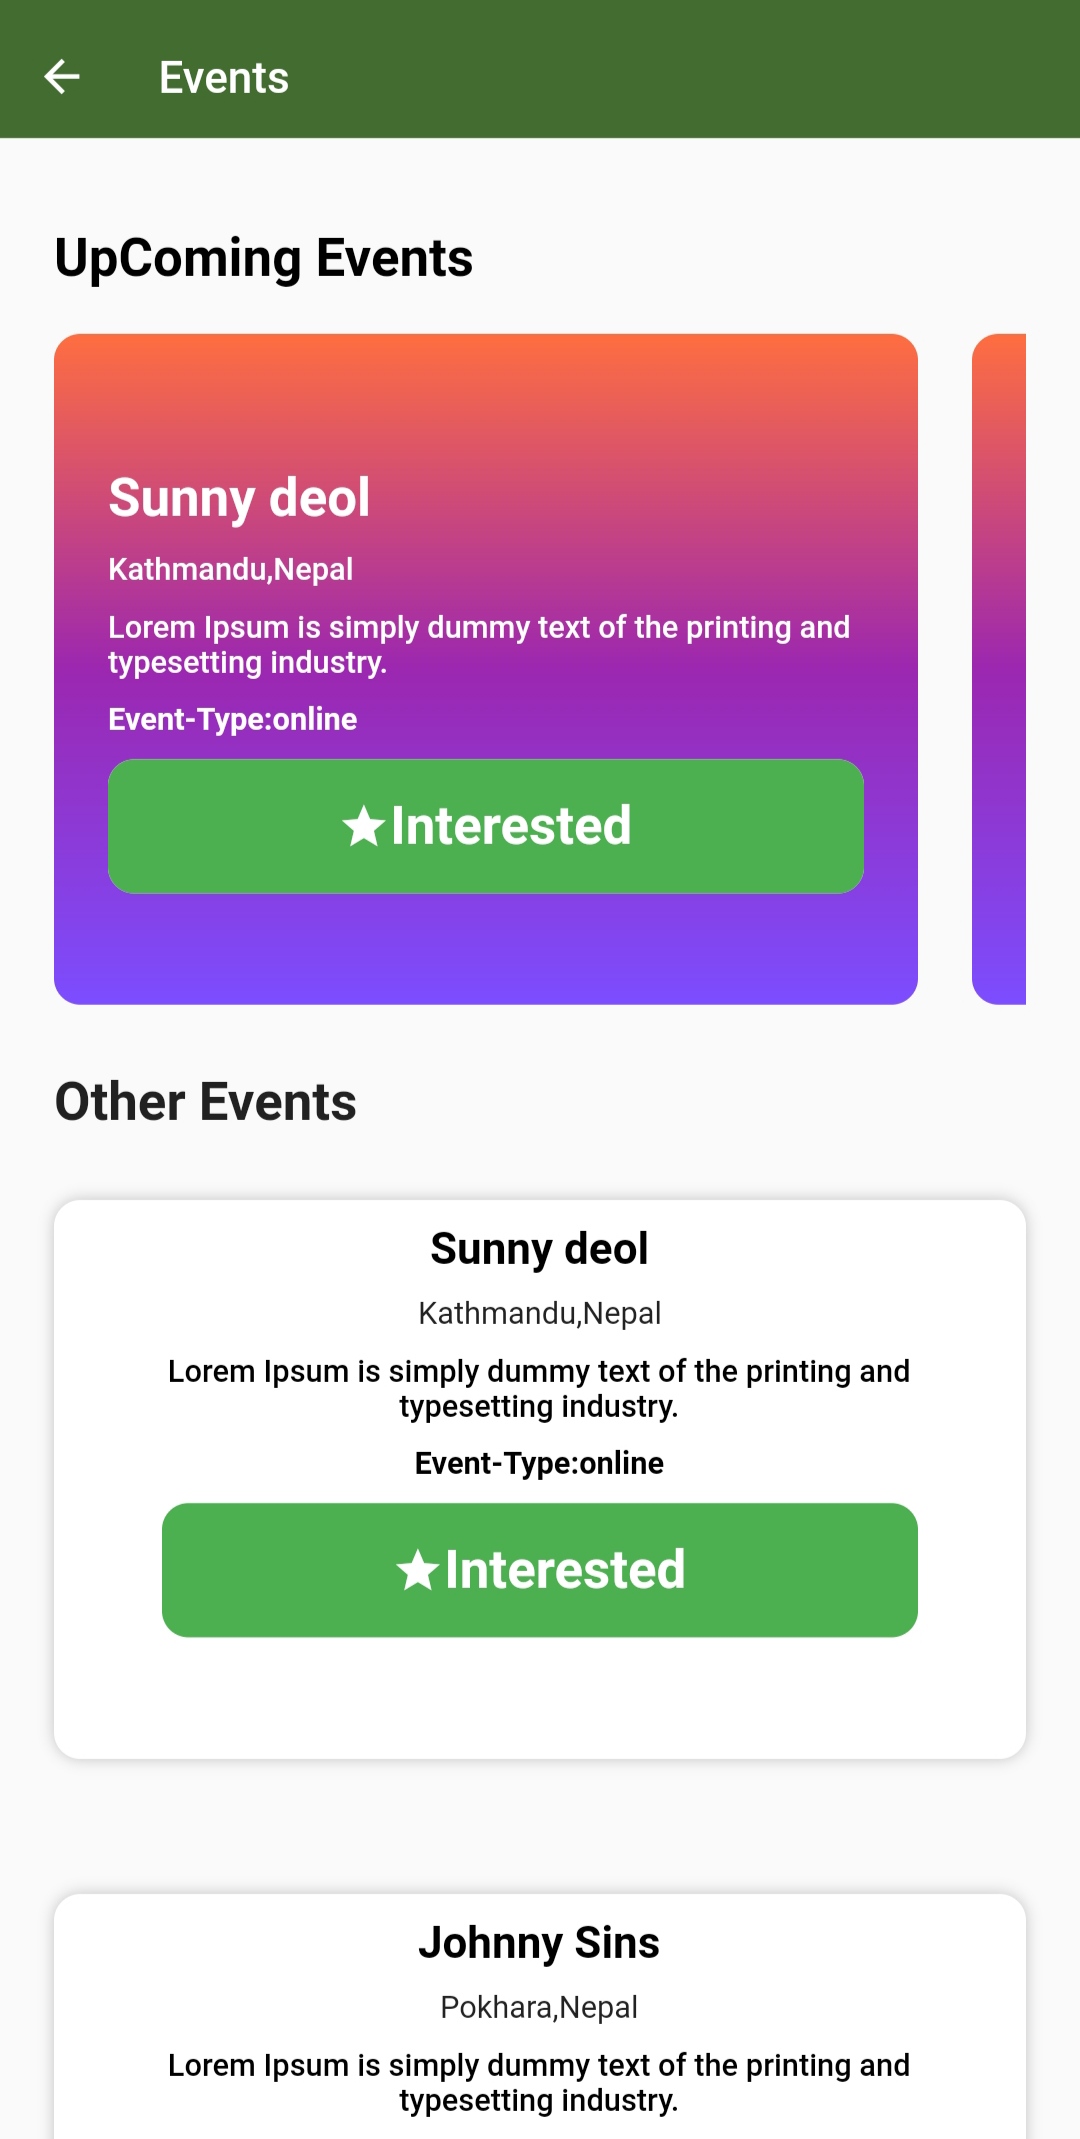 Events
UpComing Events
Sunny deol
Kathmandu,Nepal
Lorem Ipsum is simply dummy text of the printing and
typesetting industry.
Event-Type:online
Interested
Other Events
Sunny deol
Kathmandu,Nepal
Lorem Ipsum is simply dummy text of the printing and
typesetting industry.
Event-Type:online
Interested
Johnny Sins
Pokhara,Nepal
Lorem Ipsum is simply dummy text of the printing and
typesetting industry.